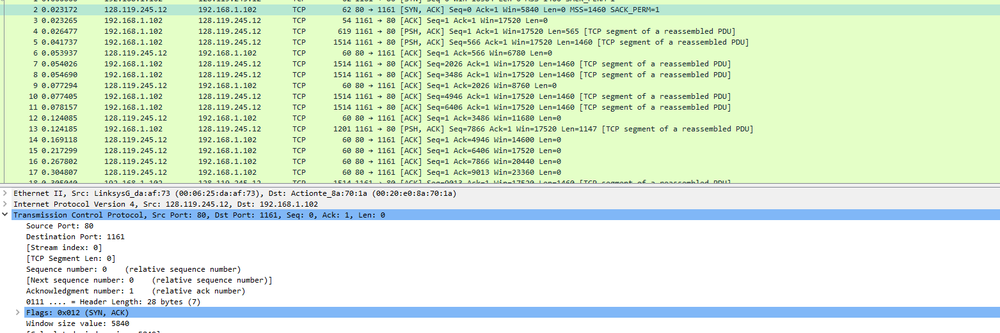 2 0.023172 128.119.245.12 192.168.1.102 TCP 62 80 → 1161 [SYN, ACK] Seq=0 Ack=1 Win=5840 Len=0 MSS=1460 SACK_PERM=1
3 0.023265 192.168.1.102 128.119.245.12 TCP 54 1161 → 80 [ACK] Seq=1 Ack=1 Win=17520 Len=0
4 0.026477 192.168.1.102 128.119.245.12 TCP 619 1161 → 80 [PSH, ACK] Seq=1 Ack=1 Win=17520 Len=565 [TCP segment of a reassembled PDU]
5 0.041737 192.168.1.102 128.119.245.12 TCP 1514 1161 → 80 [PSH, ACK] Seq=566 Ack=1 Win=17520 Len=1460 [TCP segment of a reassembled PDU]
6 0.053937 128.119.245.12 192.168.1.102 TCP 60 80 → 1161 [ACK] Seq=1 Ack=566 Win=6780 Len=0
7 0.054026 192.168.1.102 128.119.245.12 TCP 1514 1161 → 80 [ACK] Seq=2026 Ack=1 Win=17520 Len=1460 [TCP segment of a reassembled PDU]
8 0.054690 192.168.1.102 128.119.245.12 TCP 1514 1161 → 80 [ACK] Seq=3486 Ack=1 Win=17520 Len=1460 [TCP segment of a reassembled PDU]
9 0.077294 128.119.245.12 192.168.1.102 TCP 60 80 → 1161 [ACK] Seq=1 Ack=2026 Win=8760 Len=0
10 0.077405 192.168.1.102 128.119.245.12 TCP 1514 1161 → 80 [ACK] Seq=4946 Ack=1 Win=17520 Len=1460 [TCP segment of a reassembled PDU]
11 0.078157 192.168.1.102 128.119.245.12 TCP 1514 1161 → 80 [ACK] Seq=6406 Ack=1 Win=17520 Len=1460 [TCP segment of a reassembled PDU]
12 0.124085 128.119.245.12 192.168.1.102 TCP 60 80 → 1161 [ACK] Seq=1 Ack=3486 Win=11680 Len=0
13 0.124185 192.168.1.102 128.119.245.12 TCP 1201 1161 → 80 [PSH, ACK] Seq=7866 Ack=1 Win=17520 Len=1147 [TCP segment of a reassembled PDU]
14 0.169118 128.119.245.12 192.168.1.102 TCP 60 80 → 1161 [ACK] Seq=1 Ack=4946 Win=14600 Len=0
15 0.217299 128.119.245.12 192.168.1.102 TCP 60 80 → 1161 [ACK] Seq=1 Ack=6406 Win=17520 Len=0
16 0.267802 128.119.245.12 192.168.1.102 TCP 60 80 → 1161 [ACK] Seq=1 Ack=7866 Win=20440 Len=0
17 0.304807 128.119.245.12 192.168.1.102 TCP 60 80 → 1161 [ACK] Seq=1 Ack=9013 Win=23360 Len=0
Ethernet II, Src: LinksysG_da:af:73 (00:06:25:da:af:73), Dst: Actionte_8a:70:1a (00:20:e0:8a:70:1a)
Internet Protocol Version 4, Src: 128.119.245.12, Dst: 192.168.1.102
Transmission Control Protocol, Src Port: 80, Dst Port: 1161, Seq: 0, Ack: 1, Len: 0
Source Port: 80
Destination Port: 1161
[Stream index: 0]
[TCP Segment Len: 0]
Sequence number: 0 (relative sequence number)
[Next sequence number: 0 (relative sequence number)]
Acknowledgment number: 1 (relative ack number)
0111 .... = Header Length: 28 bytes (7)
Flags: 0x012 (SYN, ACK)
Window size value: 5840